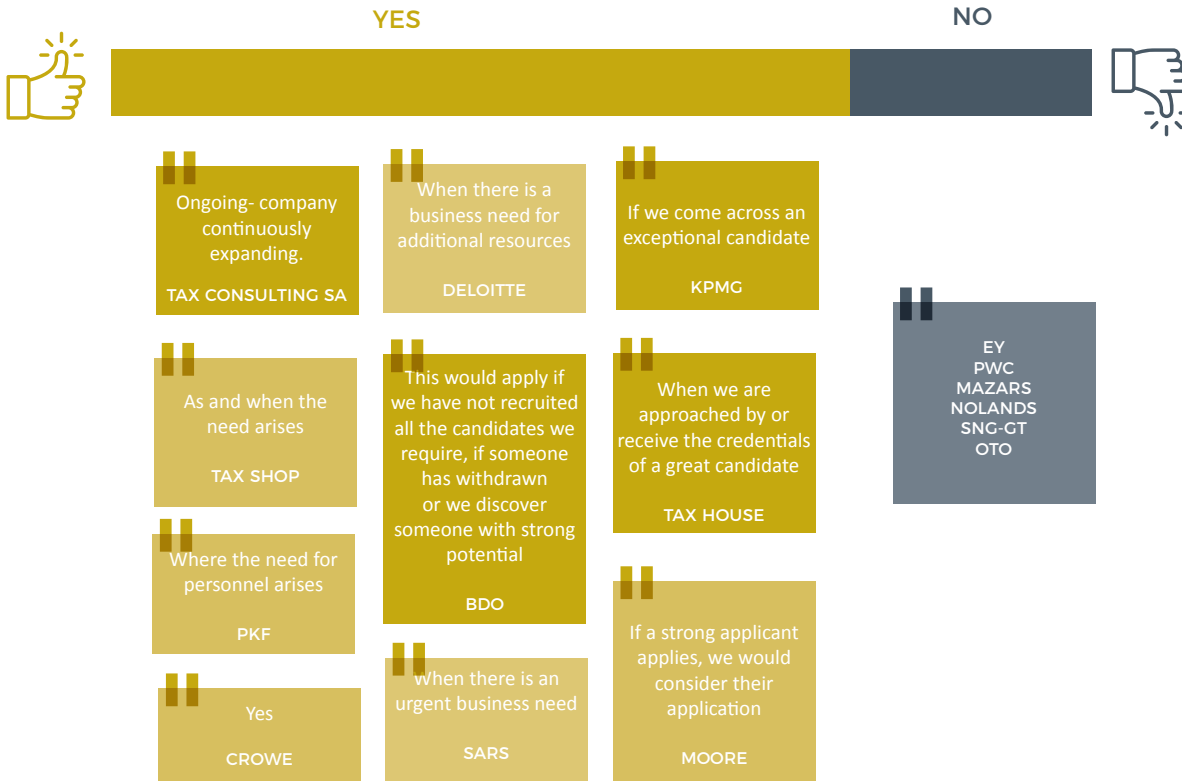 YES
NO
Ongoing- company
continuously
expanding.
TAX CONSULTING SA
When there is a
business need for
additional resources
DELOITTE
If we come across an
exceptional candidate
KPMG
As and when the
need arises
TAX SHOP
This would apply if
we have not recruited
all the candidates we
require, if someone
has withdrawn
or we discover
someone with strong
potential
BDO
When we are
approached by or
receive the credentials
of a great candidate
TAX HOUSE
EY
PWC
MAZARS
NOLANDS
SNG-GT
OTO
Where the need for
personnel arises
PKF
Yes
CROWE
When there is an
urgent business need
SARS
If a strong applicant
applies, we would
consider their
application
MOORE